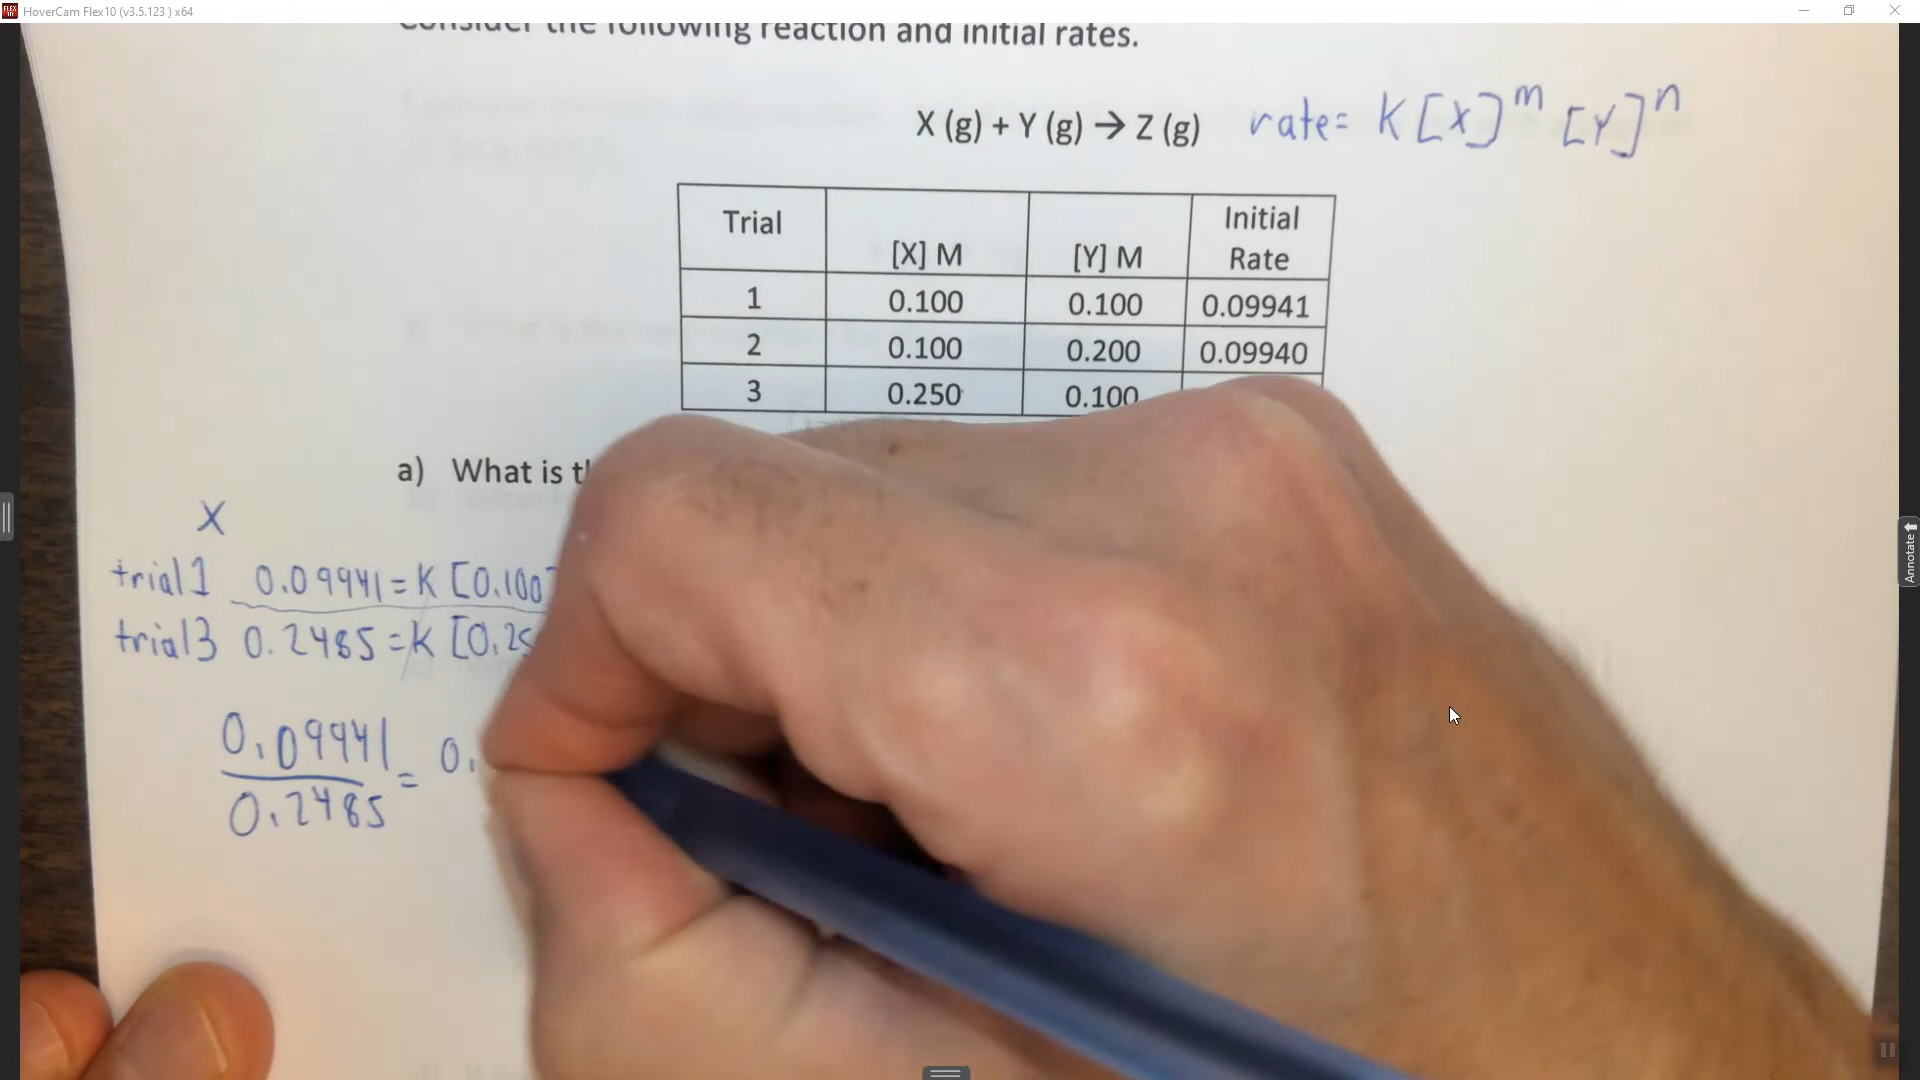 HoverCam Flex10 (v3.5.123 ) x64
Consider the following reaction and initial rates.
X (g) + Y (g) → Z (g) rate= K [X]^m [Y]^n
Trial [X] M [Y] M Initial Rate
1 0.100 0.100 0.09941
2 0.100 0.200 0.09940
3 0.250 0.100
a) What is
X
trial 1 0.09941 = K [0.100]
trial 3 0.2485 = K [0.25
0.09941
= 0.
0.2485
Annotate